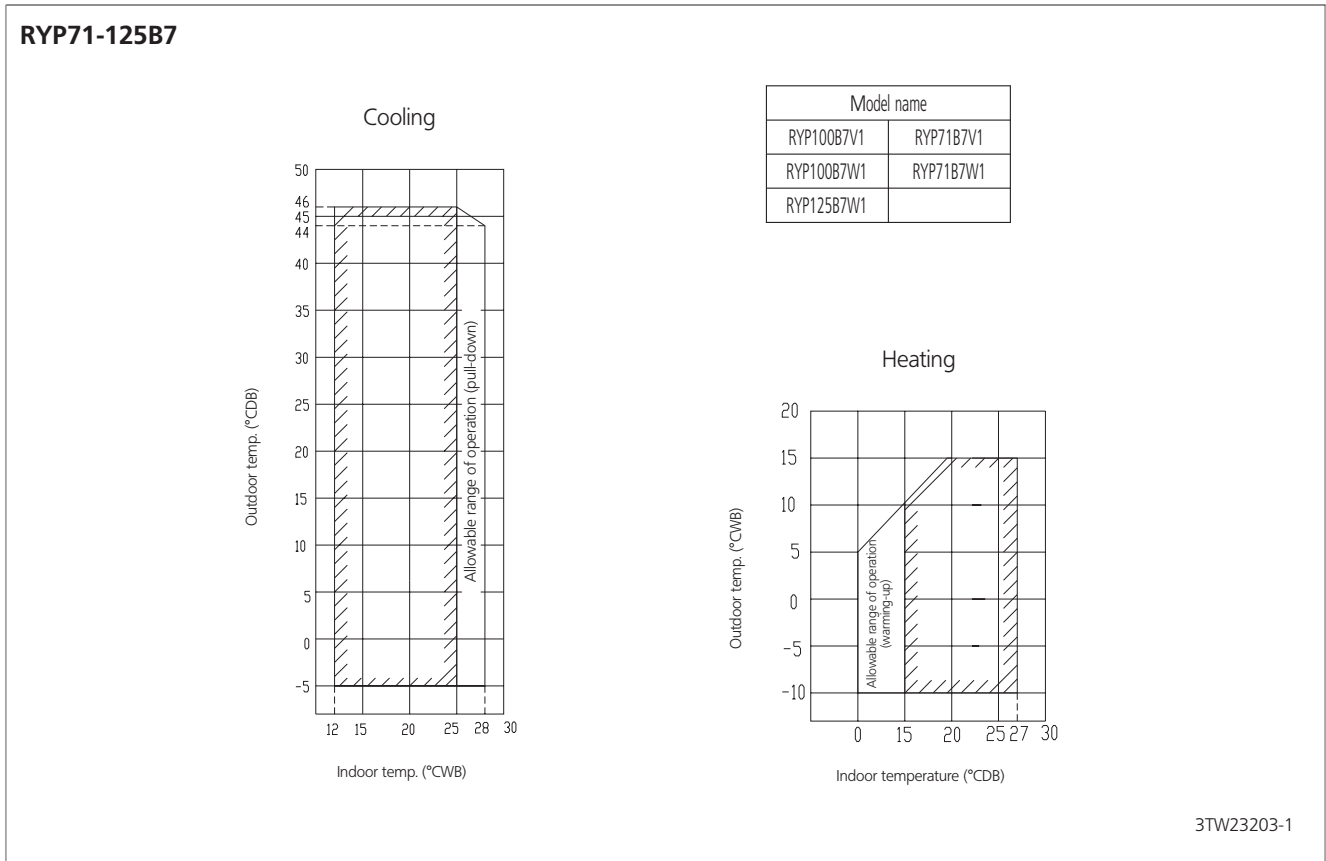 RYP71-125B7
Cooling
50
46
45
44
40
35
30
25
20
15
10
5
0
-5
12 15 20 25 28 30
Outdoor temp. (°CDB)
Allowable range of operation (pull-down)
Indoor temp. (°CWB)
Model name
RYP100B7V1 RYP71B7V1
RYP100B7W1 RYP71B7W1
RYP125B7W1
Heating
20
15
10
5
0
-5
-10
0 15 20 25 27 30
Outdoor temp. (°CWB)
Allowable range of operation
(warming-up)
Indoor temperature (°CDB)
3TW23203-1